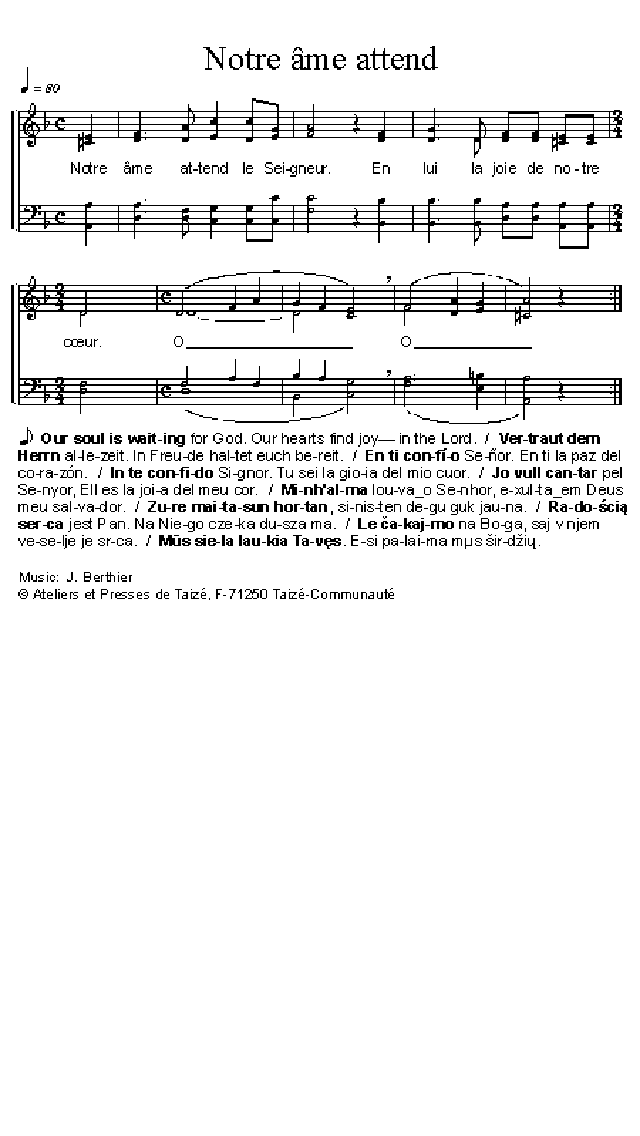 Notre âme attend
♩ = 80
Notre âme at-tend le Sei-gneur. En lui la joie de no-tre
cœur. O O
♪ Our soul is wait-ing for God. Our hearts find joy— in the Lord. / Ver-traut dem
Herrn al-le-zeit. In Freu-de hal-tet euch be-reit. / En ti con-fí-o Se-ñor. En ti la paz del
co-ra-zón. / In te con-fi-do Si-gnor. Tu sei la gio-ia del mio cuor. / Jo vull can-tar pel
Se-nyor, Ell es la joi-a del meu cor. / Mi-nh'al-ma lou-va_o Se-nhor, e-xul-ta_em Deus
meu sal-va-dor. / Zu-re mai-ta-sun hor-tan, si-nis-ten de-gu guk jau-na. / Ra-do-ścią
ser-ca jest Pan. Na Nie-go cze-ka du-sza ma. / Le ča-kaj-mo na Bo-ga, saj v njem
ve-se-lje je sr-ca. / Mūs sie-la lau-kia Ta-vęs. E-si pa-lai-ma mµs šir-džių.
Music: J. Berthier
© Ateliers et Presses de Taizé, F-71250 Taizé-Communauté